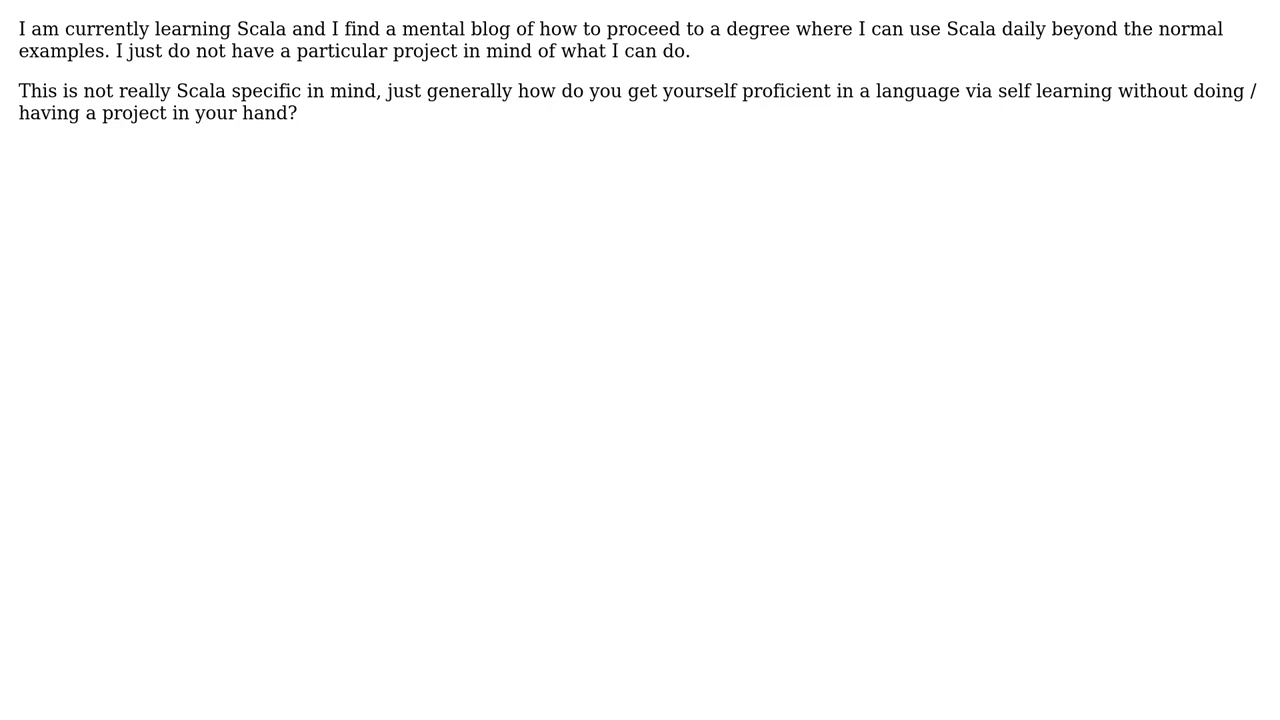 I am currently learning Scala and I find a mental blog of how to proceed to a degree where I can use Scala daily beyond the normal
examples. I just do not have a particular project in mind of what I can do.
This is not really Scala specific in mind, just generally how do you get yourself proficient in a language via self learning without doing /
having a project in your hand?